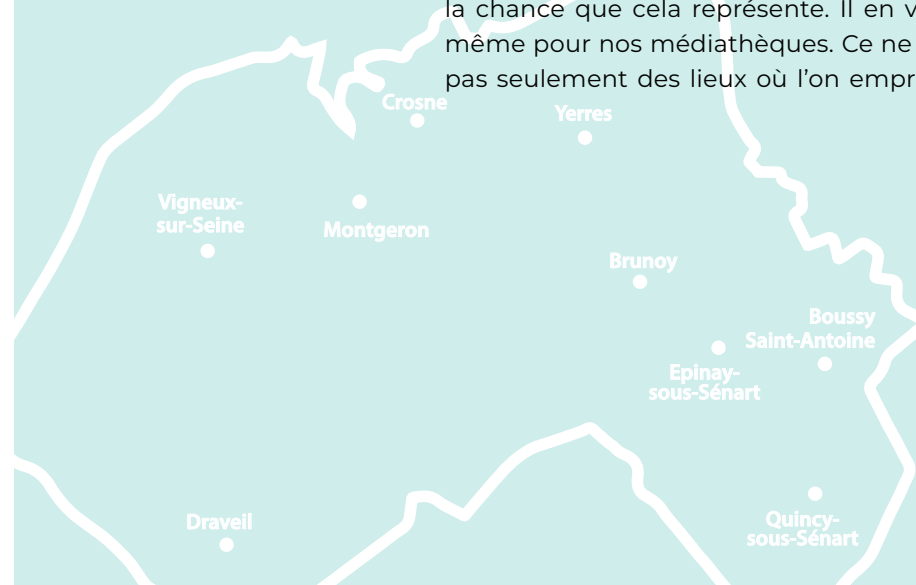 la chance que cela représente. Il en v
même pour nos médiathèques. Ce ne
pas seulement des lieux où l’on empr
Crosne
Yerres
Vigneux-
sur-Seine
Montgeron
Brunoy
Boussy
Saint-Antoine
Epinay-
sous-Sénart
Draveil
Quincy-
sous-Sénart